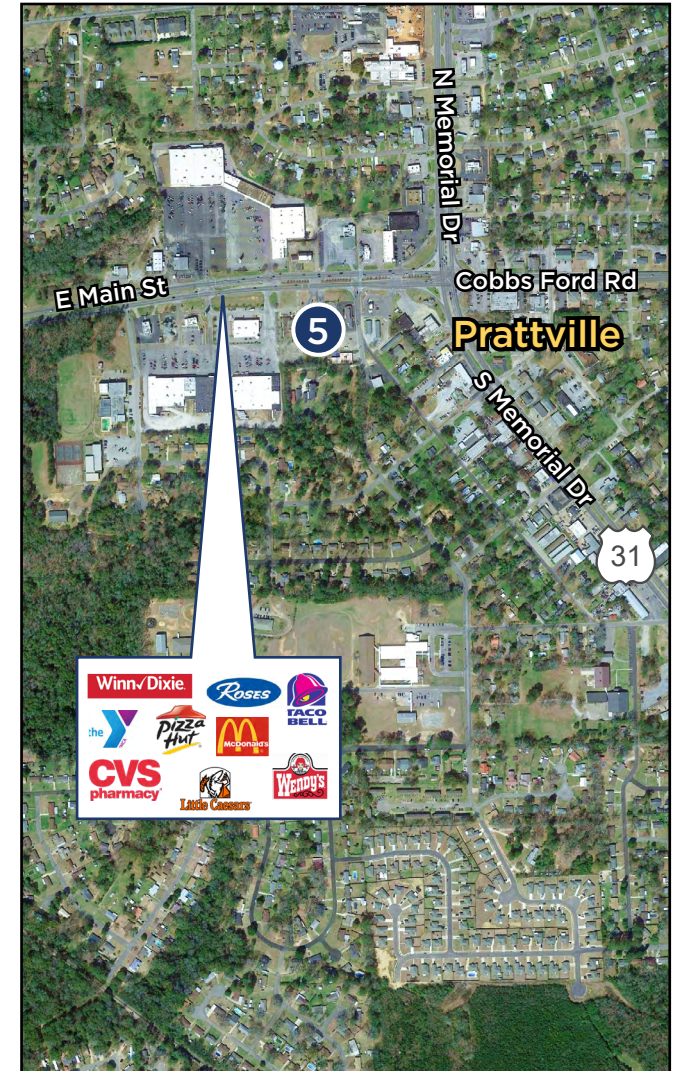 N Memorial Dr
E Main St
Cobbs Ford Rd
5
Prattville
S Memorial Dr
31
Winn✓Dixie
ROSES
TACO
BELL
the Y
Pizza
Hut
McDonald's
CVS
pharmacy
Little Caesars
WENDY'S